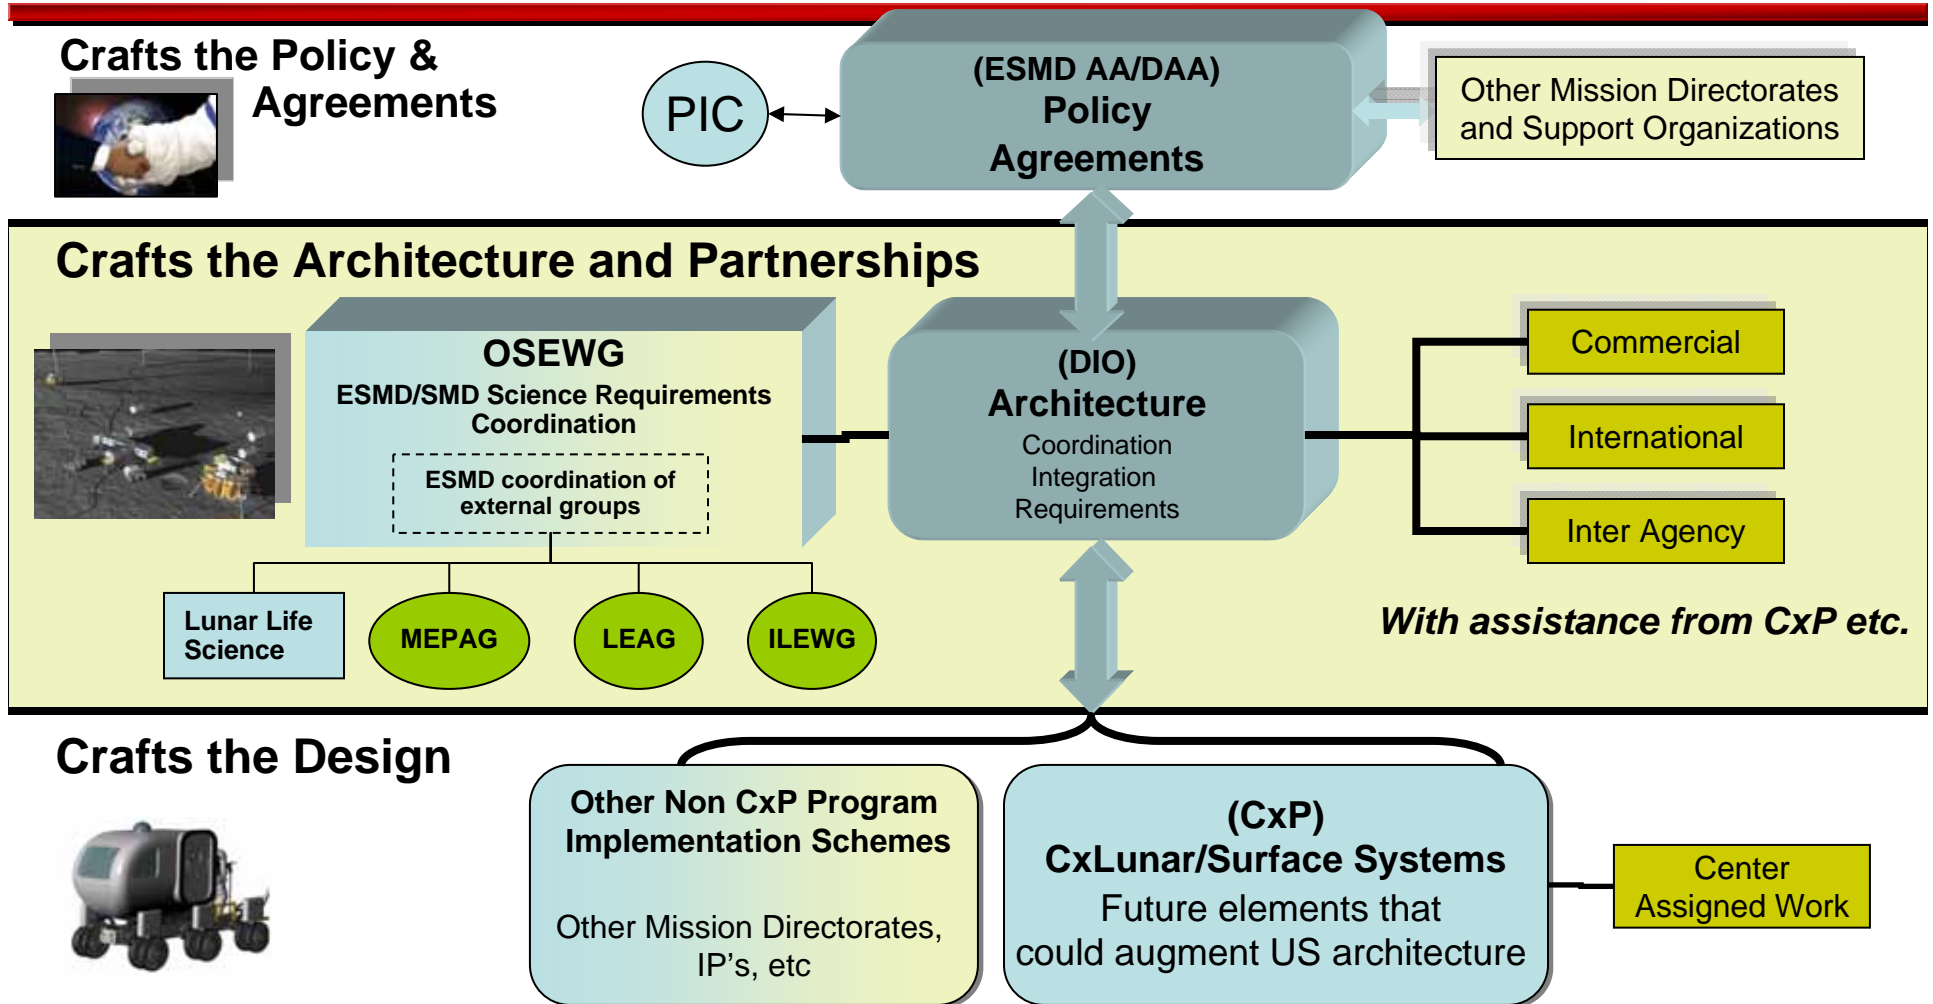 Crafts the Policy &
Agreements
PIC
(ESMD AA/DAA)
Policy
Agreements
Other Mission Directorates
and Support Organizations
Crafts the Architecture and Partnerships
OSEWG
ESMD/SMD Science Requirements
Coordination
ESMD coordination of
external groups
Lunar Life
Science
MEPAG
LEAG
ILEWG
(DIO)
Architecture
Coordination
Integration
Requirements
Commercial
International
Inter Agency
With assistance from CxP etc.
Crafts the Design
Other Non CxP Program
Implementation Schemes
Other Mission Directorates,
IP's, etc
(CxP)
CxLunar/Surface Systems
Future elements that
could augment US architecture
Center
Assigned Work